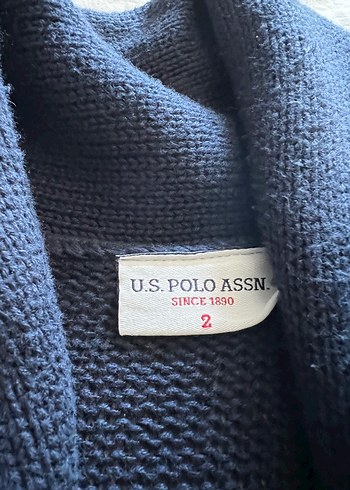 U.S. POLO ASSN.
SINCE 1890
2